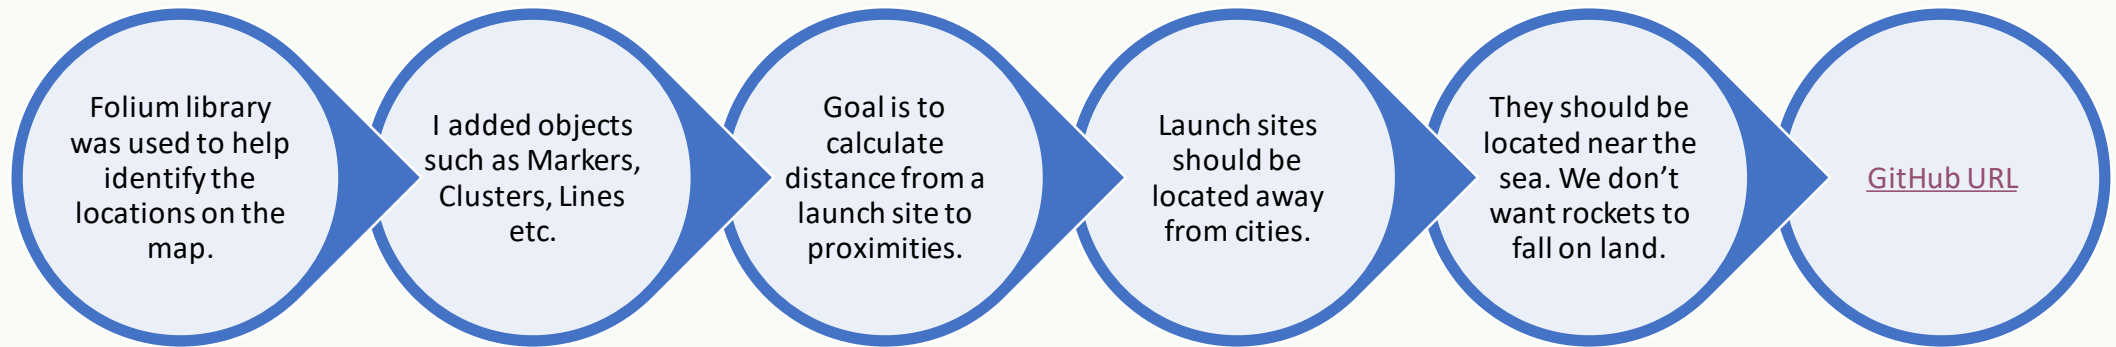 Folium library
was used to help
identify the
locations on the
map.
I added objects
such as Markers,
Clusters, Lines
etc.
Goal is to
calculate
distance from a
launch site to
proximities.
Launch sites
should be
located away
from cities.
They should be
located near the
sea. We don’t
want rockets to
fall on land.
GitHub URL